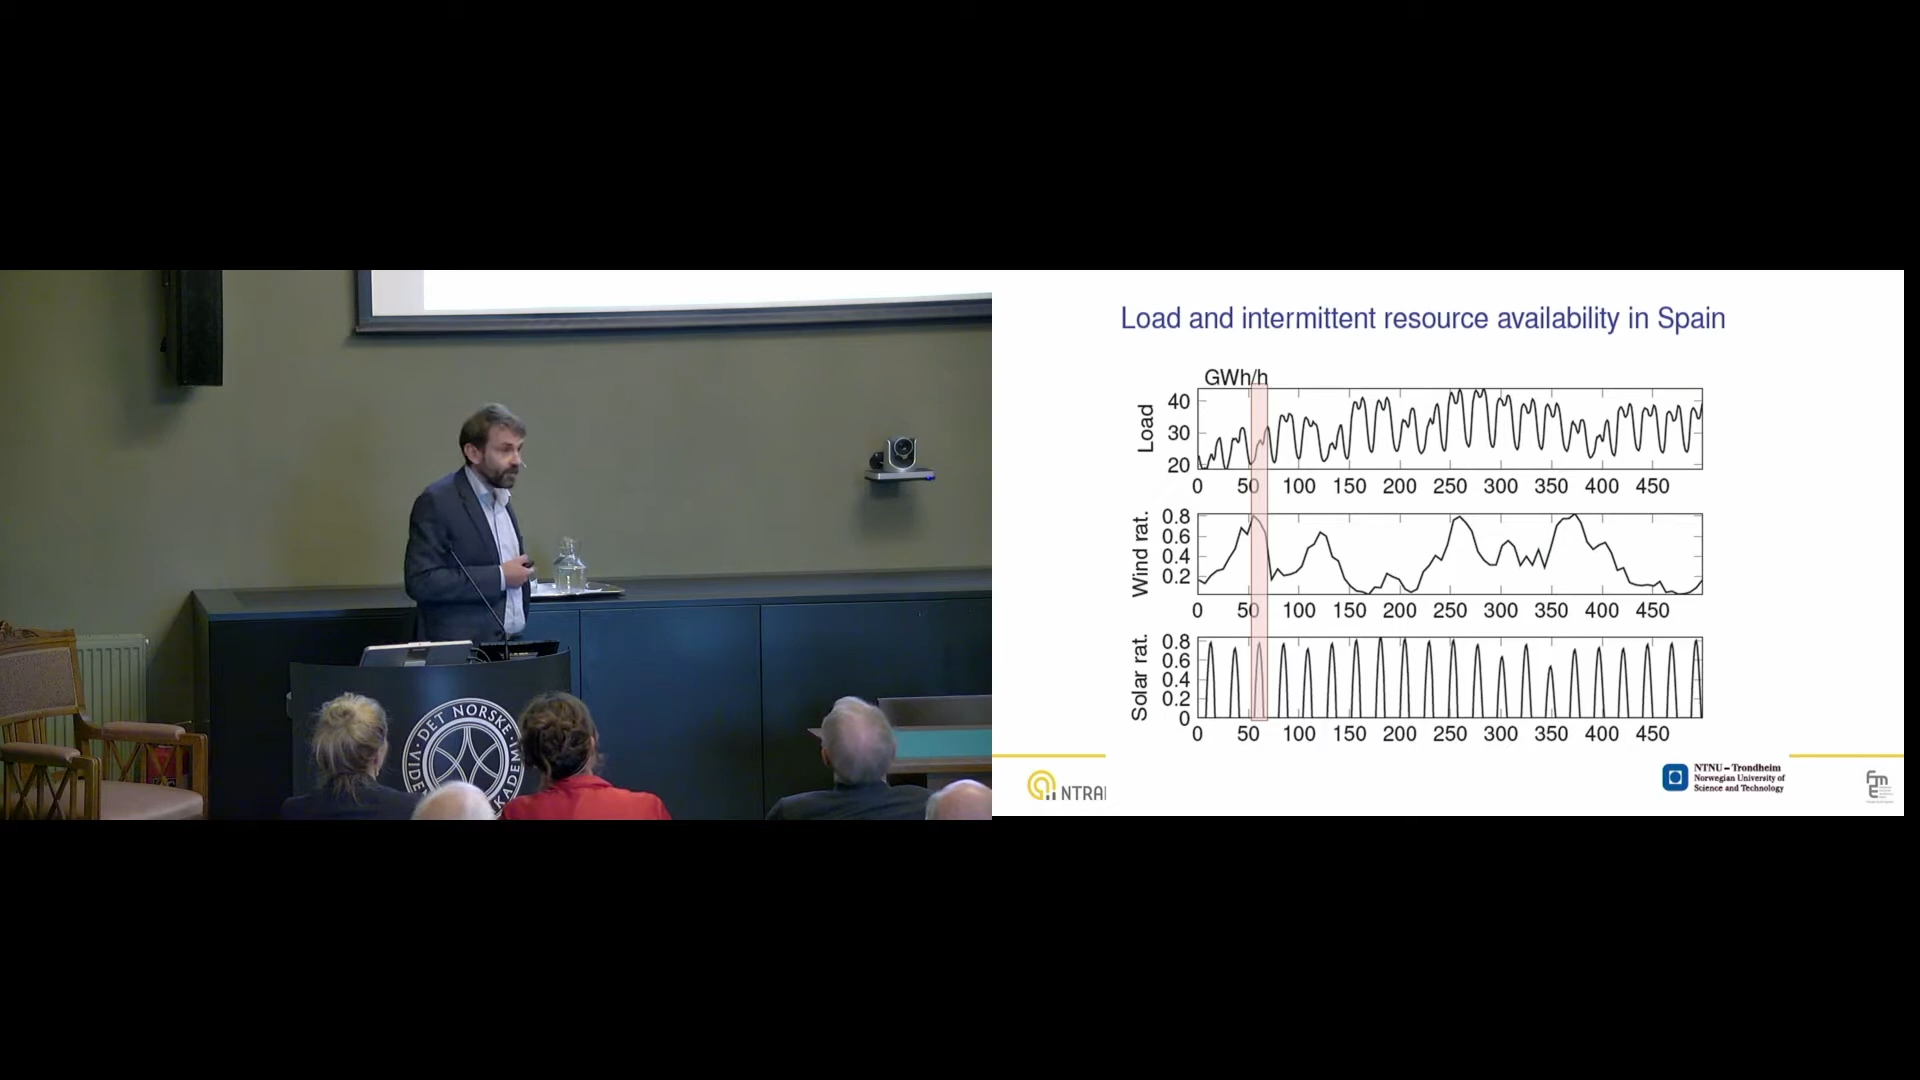 Load and intermittent resource availability in Spain
GWh/h
Load
40
30
20
0 50 100 150 200 250 300 350 400 450
Wind rat.
0.8
0.6
0.4
0.2
0 50 100 150 200 250 300 350 400 450
Solar rat.
0.8
0.6
0.4
0.2
0
0 50 100 150 200 250 300 350 400 450
NTRA
NTNU – Trondheim
Norwegian University of
Science and Technology
FME
DET NORSKE
VIDE
AKADEMI